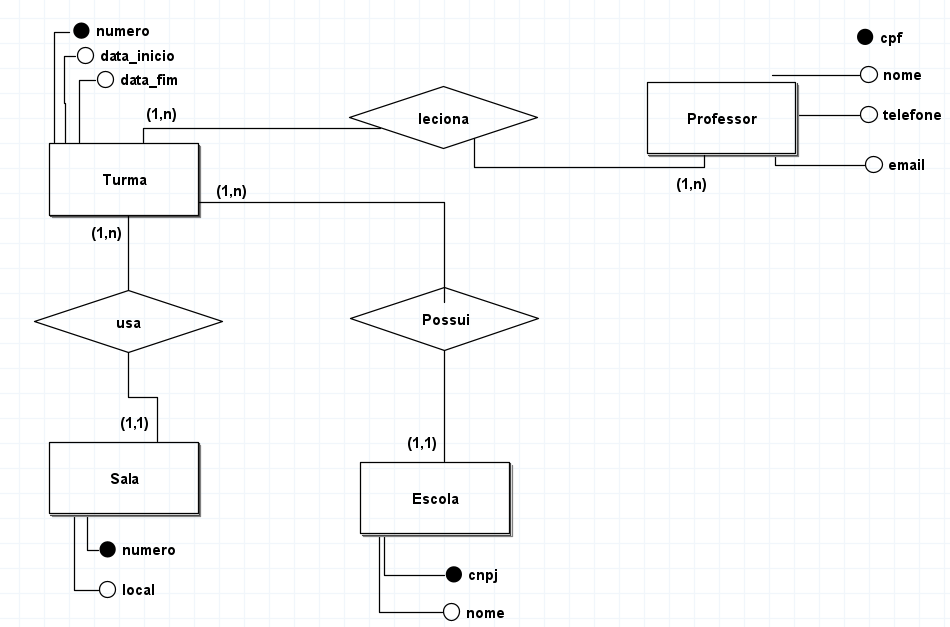 numero
data_inicio
data_fim
cpf
nome
telefone
email
(1,n)
leciona
Professor
(1,n)
Turma
(1,n)
(1,n)
usa
Possui
(1,1)
(1,1)
Sala
Escola
numero
local
cnpj
nome